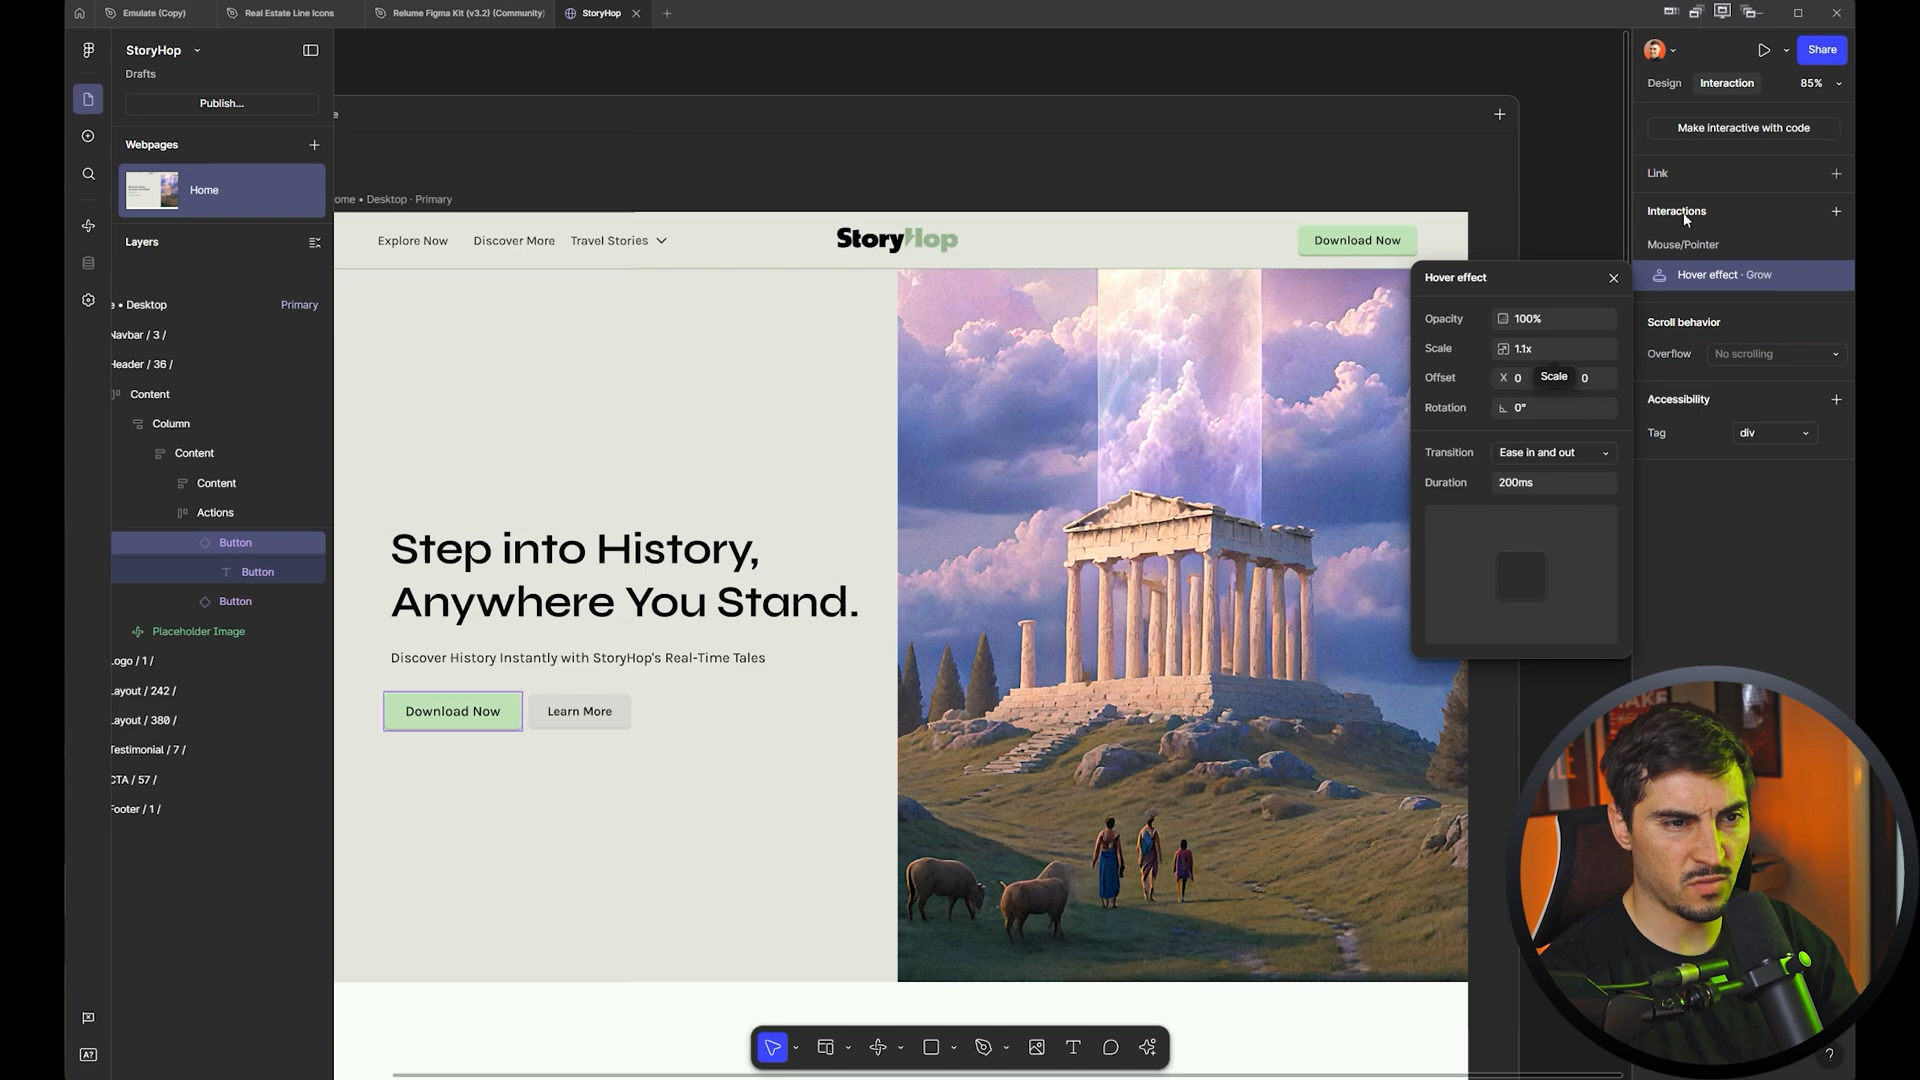 Emulate (Copy)
Real Estate Line Icons
Relume Figma Kit (v3.2) (Community)
StoryHop
StoryHop
Drafts
Publish...
Webpages
Home
Layers
e • Desktop
Primary
Navbar / 3 /
Header / 36 /
Content
Column
Content
Content
Actions
Button
Button
Button
Placeholder Image
Logo / 1 /
Layout / 242 /
Layout / 380 /
Testimonial / 7 /
CTA / 57 /
Footer / 1 /
A?
e
ome • Desktop · Primary
Explore Now
Discover More
Travel Stories
StoryHop
Download Now
Step into History,
Anywhere You Stand.
Discover History Instantly with StoryHop's Real-Time Tales
Download Now
Learn More
Hover effect
Opacity
100%
Scale
1.1x
Offset
X 0
Scale
0
Rotation
0°
Transition
Ease in and out
Duration
200ms
Share
Design
Interaction
85%
Make interactive with code
Link
Interactions
Mouse/Pointer
Hover effect · Grow
Scroll behavior
Overflow
No scrolling
Accessibility
Tag
div
?